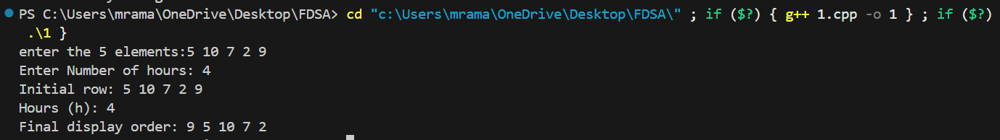 PS C:\Users\mrama\OneDrive\Desktop\FDSA> cd "c:\Users\mrama\OneDrive\Desktop\FDSA\" ; if ($?) { g++ 1.cpp -o 1 } ; if ($?)
.\1 }
enter the 5 elements:5 10 7 2 9
Enter Number of hours: 4
Initial row: 5 10 7 2 9
Hours (h): 4
Final display order: 9 5 10 7 2